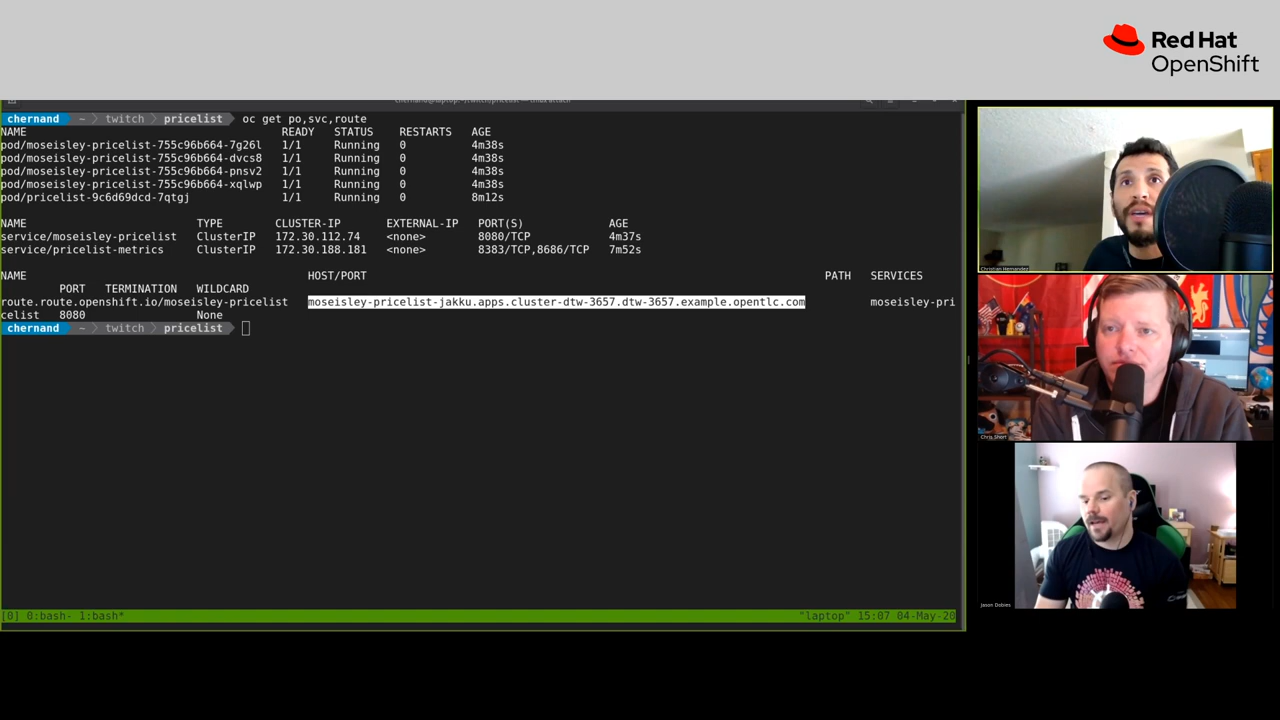 Red Hat
OpenShift
chernand ~ twitch pricelist oc get po,svc,route
NAME READY STATUS RESTARTS AGE
pod/moseisley-pricelist-755c96b664-7g26l 1/1 Running 0 4m38s
pod/moseisley-pricelist-755c96b664-dvcs8 1/1 Running 0 4m38s
pod/moseisley-pricelist-755c96b664-pnsv2 1/1 Running 0 4m38s
pod/moseisley-pricelist-755c96b664-xqlwp 1/1 Running 0 4m38s
pod/pricelist-9c6d69dcd-7qtgj 1/1 Running 0 8m12s
NAME TYPE CLUSTER-IP EXTERNAL-IP PORT(S) AGE
service/moseisley-pricelist ClusterIP 172.30.112.74 <none> 8080/TCP 4m37s
service/pricelist-metrics ClusterIP 172.30.188.181 <none> 8383/TCP,8686/TCP 7m52s
NAME HOST/PORT PATH SERVICES
PORT TERMINATION WILDCARD
route.route.openshift.io/moseisley-pricelist moseisley-pricelist-jakku.apps.cluster-dtw-3657.dtw-3657.example.opentlc.com moseisley-pri
celist 8080 None
chernand ~ twitch pricelist
[0] 0:bash- 1:bash* "laptop" 15:07 04-May-20
Christian Hernandez
Chris Short
Jason Dobies